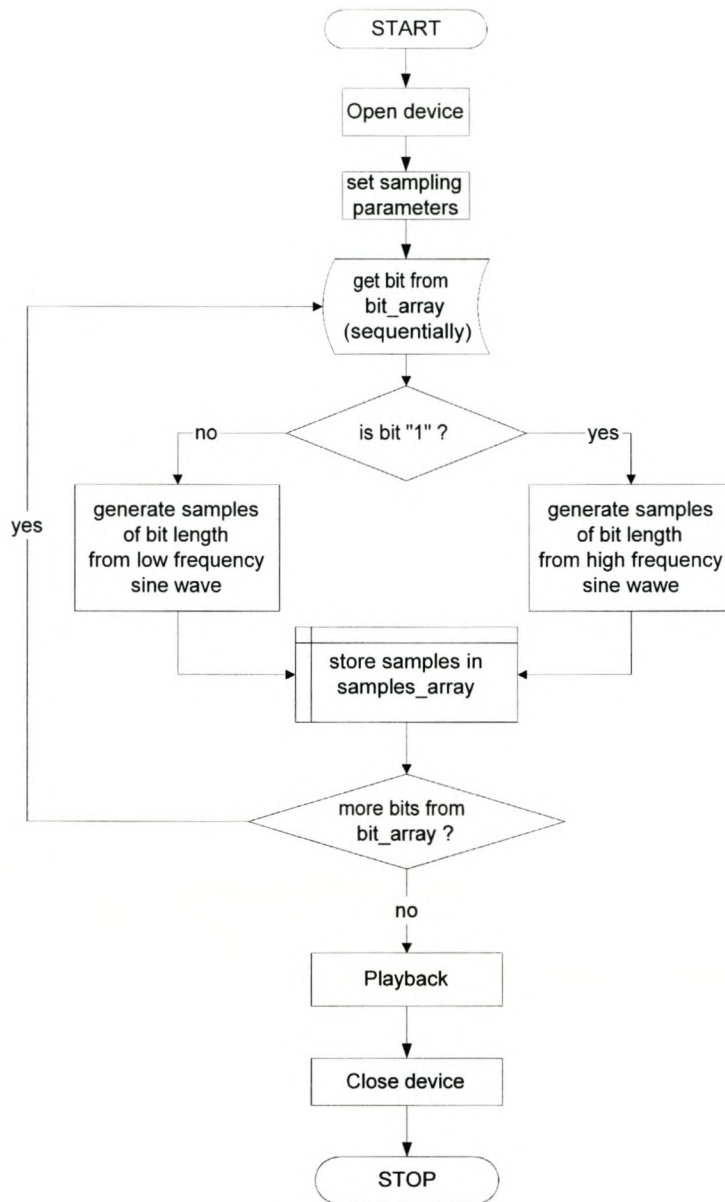 START
Open device
set sampling
parameters
get bit from
bit_array
(sequentially)
is bit "1" ?
no
yes
generate samples
of bit length
from low frequency
sine wave
generate samples
of bit length
from high frequency
sine wawe
yes
store samples in
samples_array
more bits from
bit_array ?
no
Playback
Close device
STOP